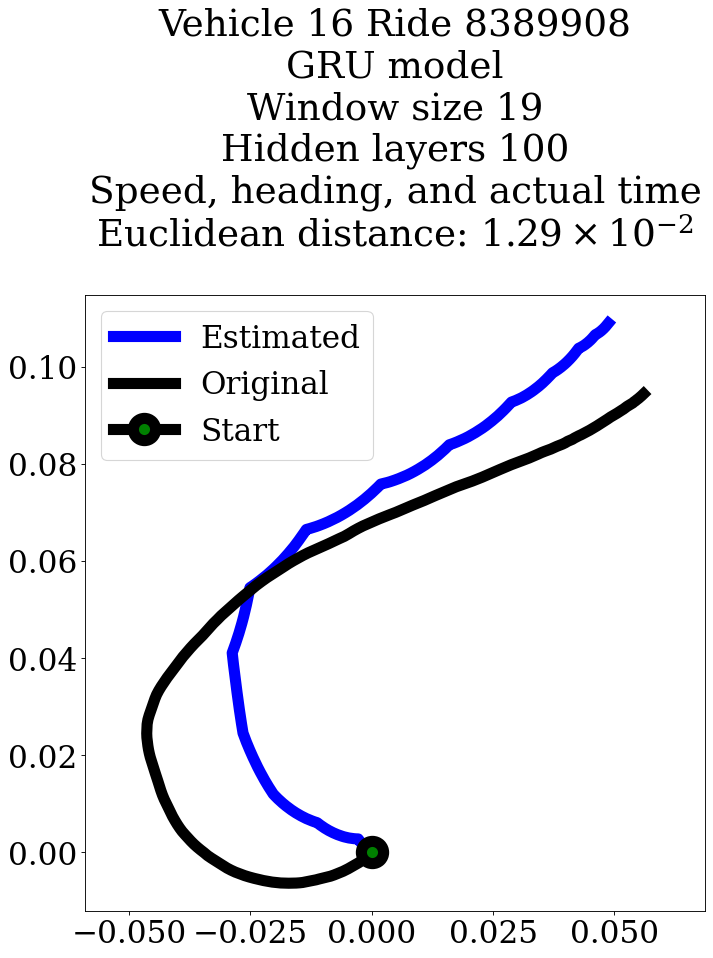 Vehicle 16 Ride 8389908
GRU model
Window size 19
Hidden layers 100
Speed, heading, and actual time
Euclidean distance: 1.29 × 10⁻²
Estimated
Original
Start
0.10
0.08
0.06
0.04
0.02
0.00
−0.050 −0.025 0.000 0.025 0.050